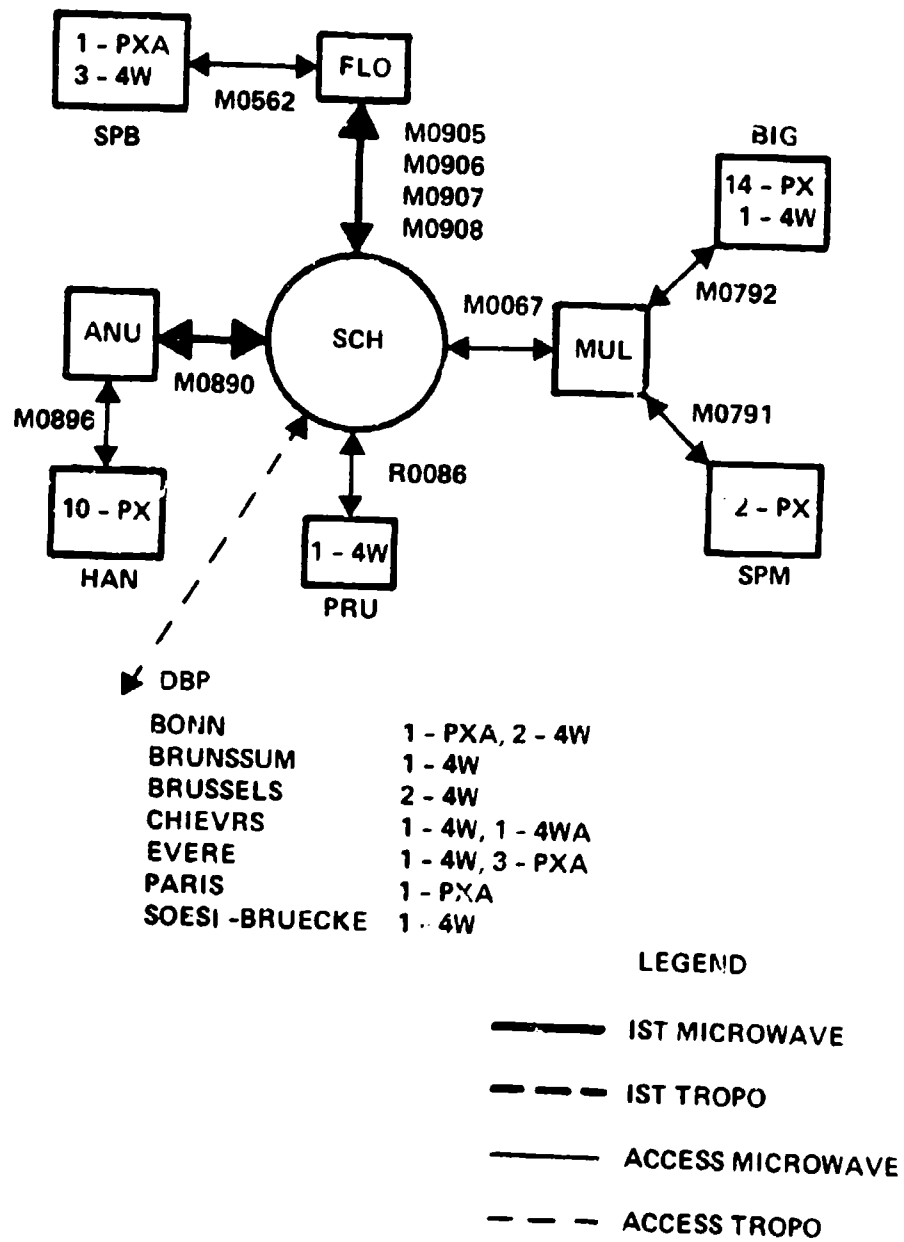 1 - PXA
3 - 4W
SPB
M0562
FLO
M0905
M0906
M0907
M0908
BIG
14 - PX
1 - 4W
M0792
M0067
MUL
M0791
2 - PX
SPM
SCH
ANU
M0890
M0896
10 - PX
HAN
R0086
1 - 4W
PRU
DBP
BONN 1 - PXA, 2 - 4W
BRUNSSUM 1 - 4W
BRUSSELS 2 - 4W
CHIEVRS 1 - 4W, 1 - 4WA
EVERE 1 - 4W, 3 - PXA
PARIS 1 - PXA
SOESI -BRUECKE 1 - 4W
LEGEND
IST MICROWAVE
IST TROPO
ACCESS MICROWAVE
ACCESS TROPO